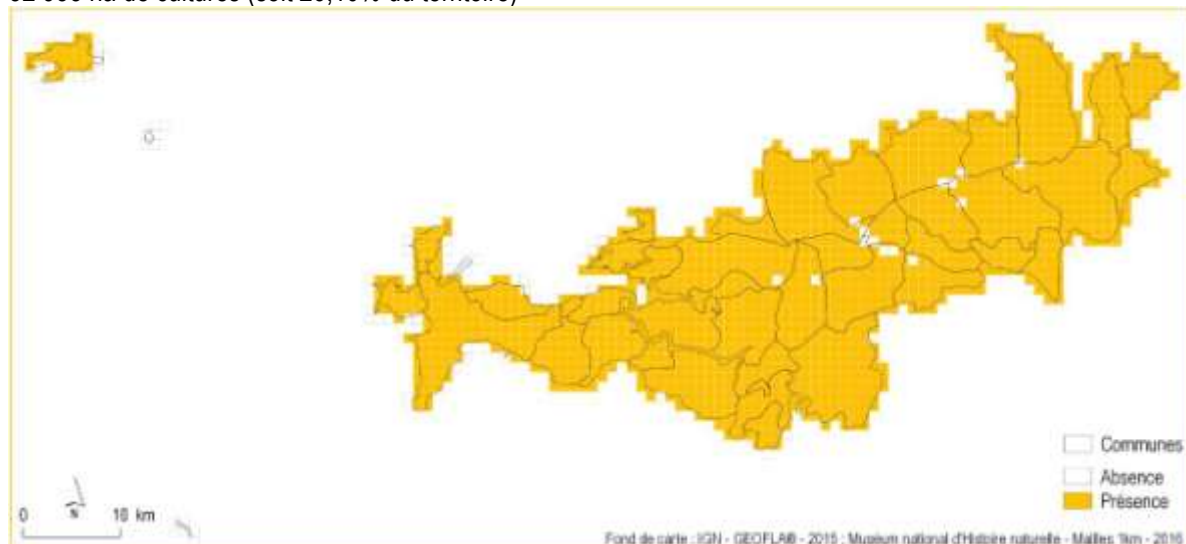 Communes
Absence
Présence
0 N 10 km
Fond de carte : IGN - GEOFLA® - 2015 ; Muséum national d'Histoire naturelle - Mailles 1km - 2016